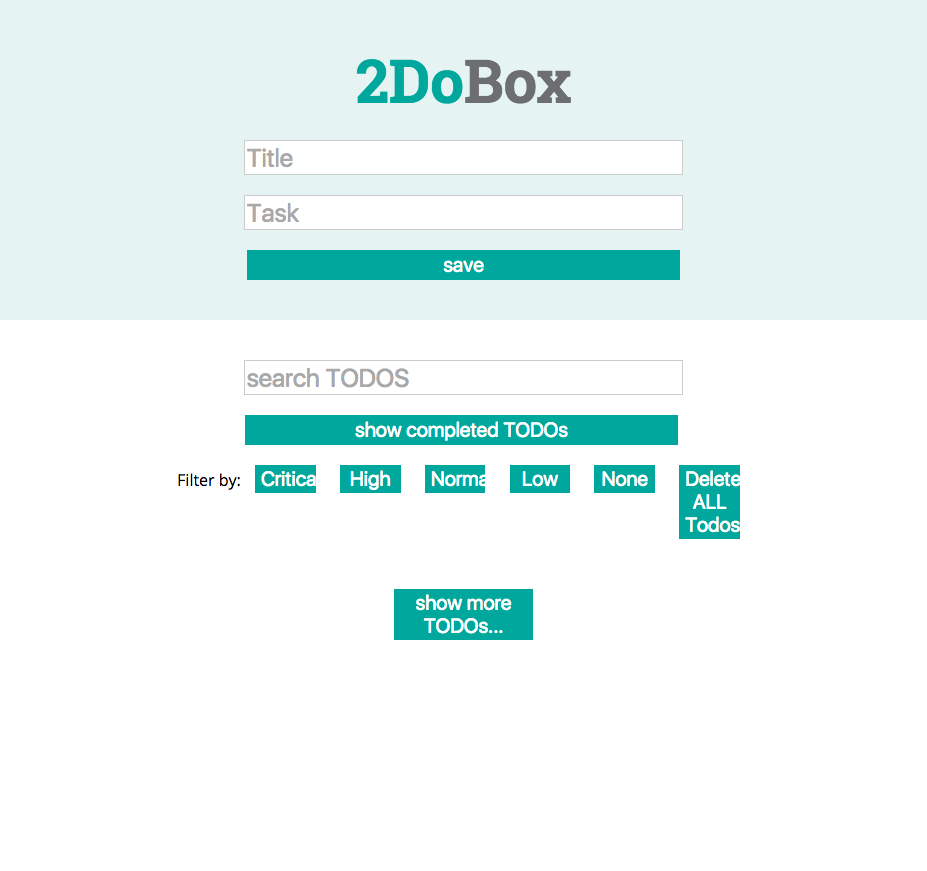 2DoBox
Title
Task
save
search TODOS
show completed TODOs
Filter by: Critica High Norma Low None Delete
ALL
Todos
show more
TODOs...